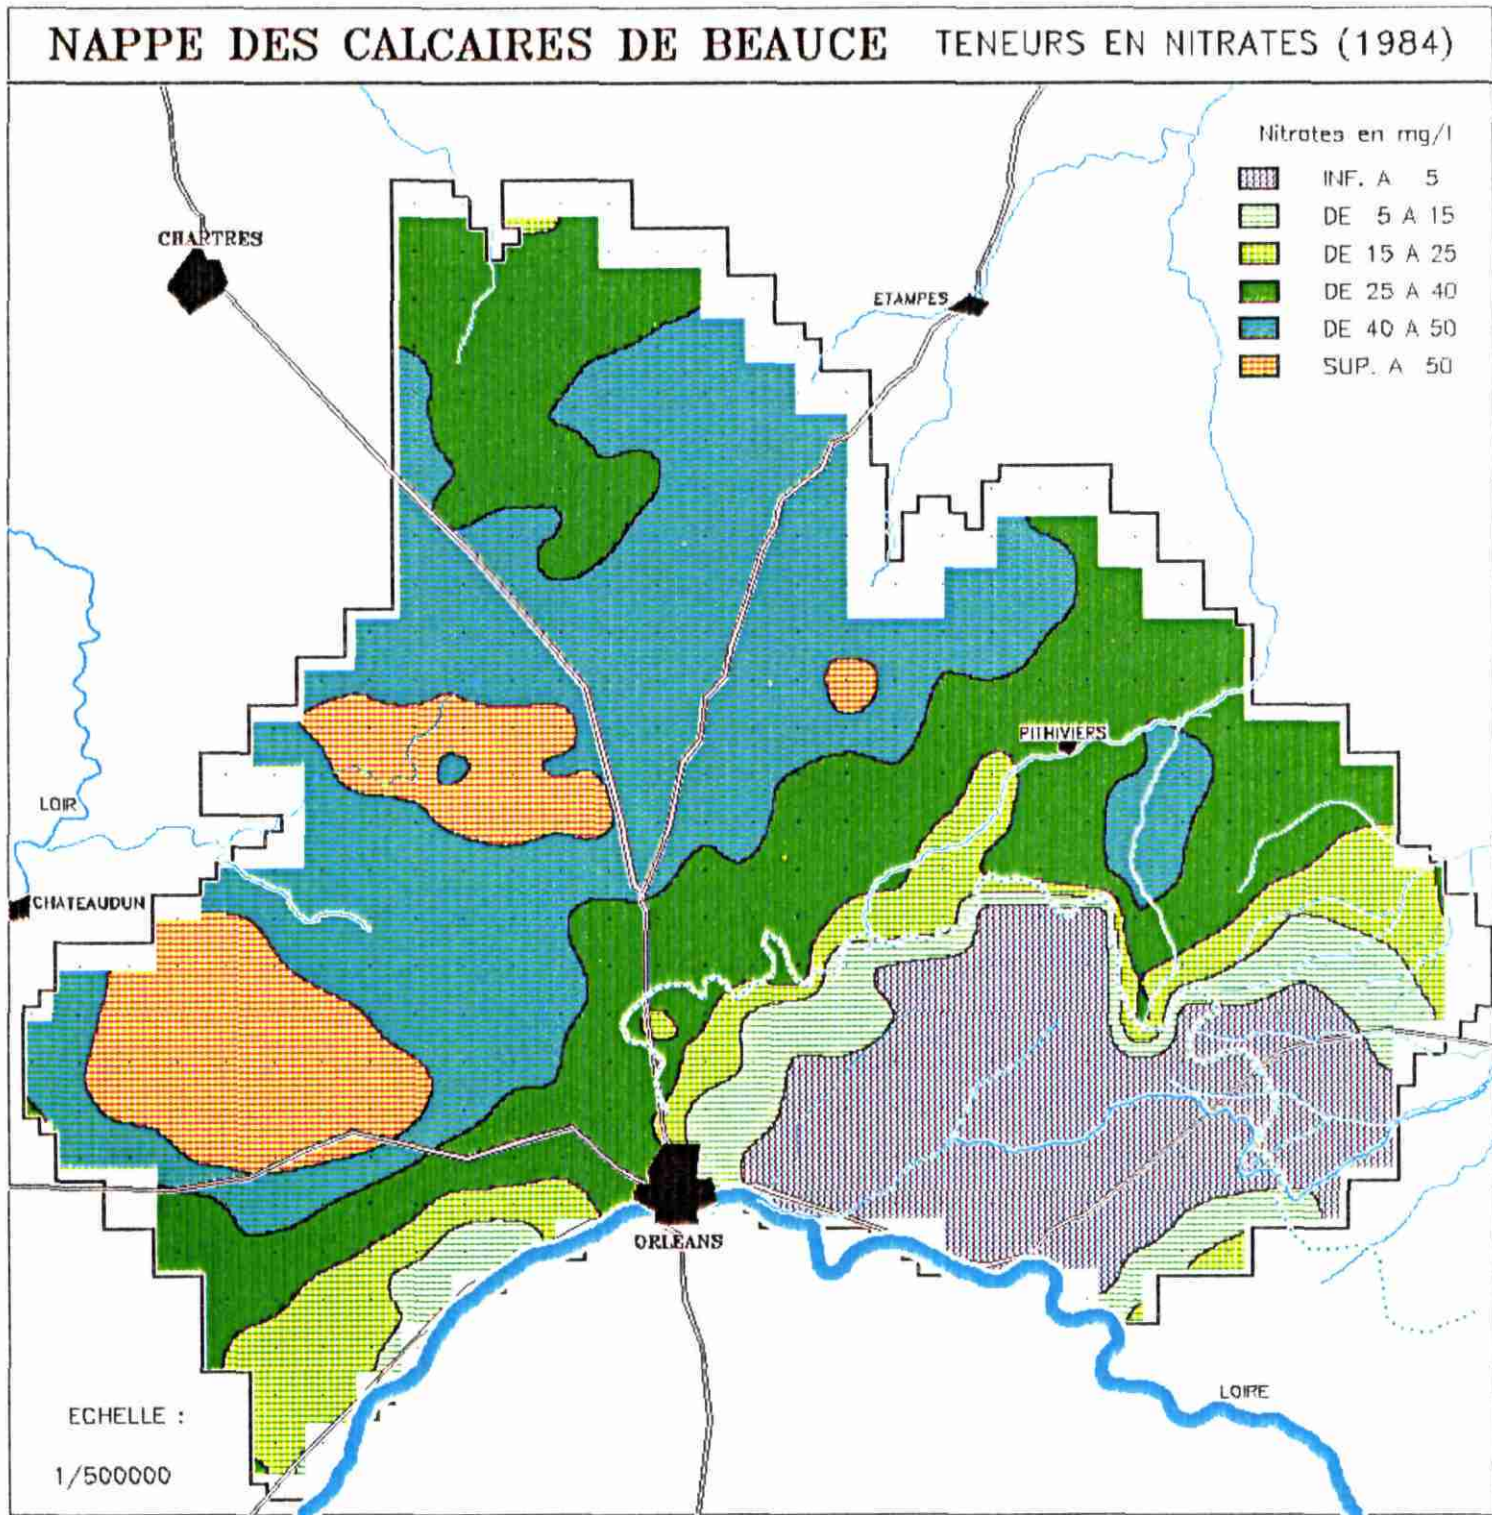 NAPPE DES CALCAIRES DE BEAUCE TENEURS EN NITRATES (1984)
Nitrates en mg/l
INF. A 5
DE 5 A 15
DE 15 A 25
DE 25 A 40
DE 40 A 50
SUP. A 50
CHARTRES
ETAMPES
PITHIVIERS
LOIR
CHATEAUDUN
ORLEANS
LOIRE
ECHELLE :
1/500000